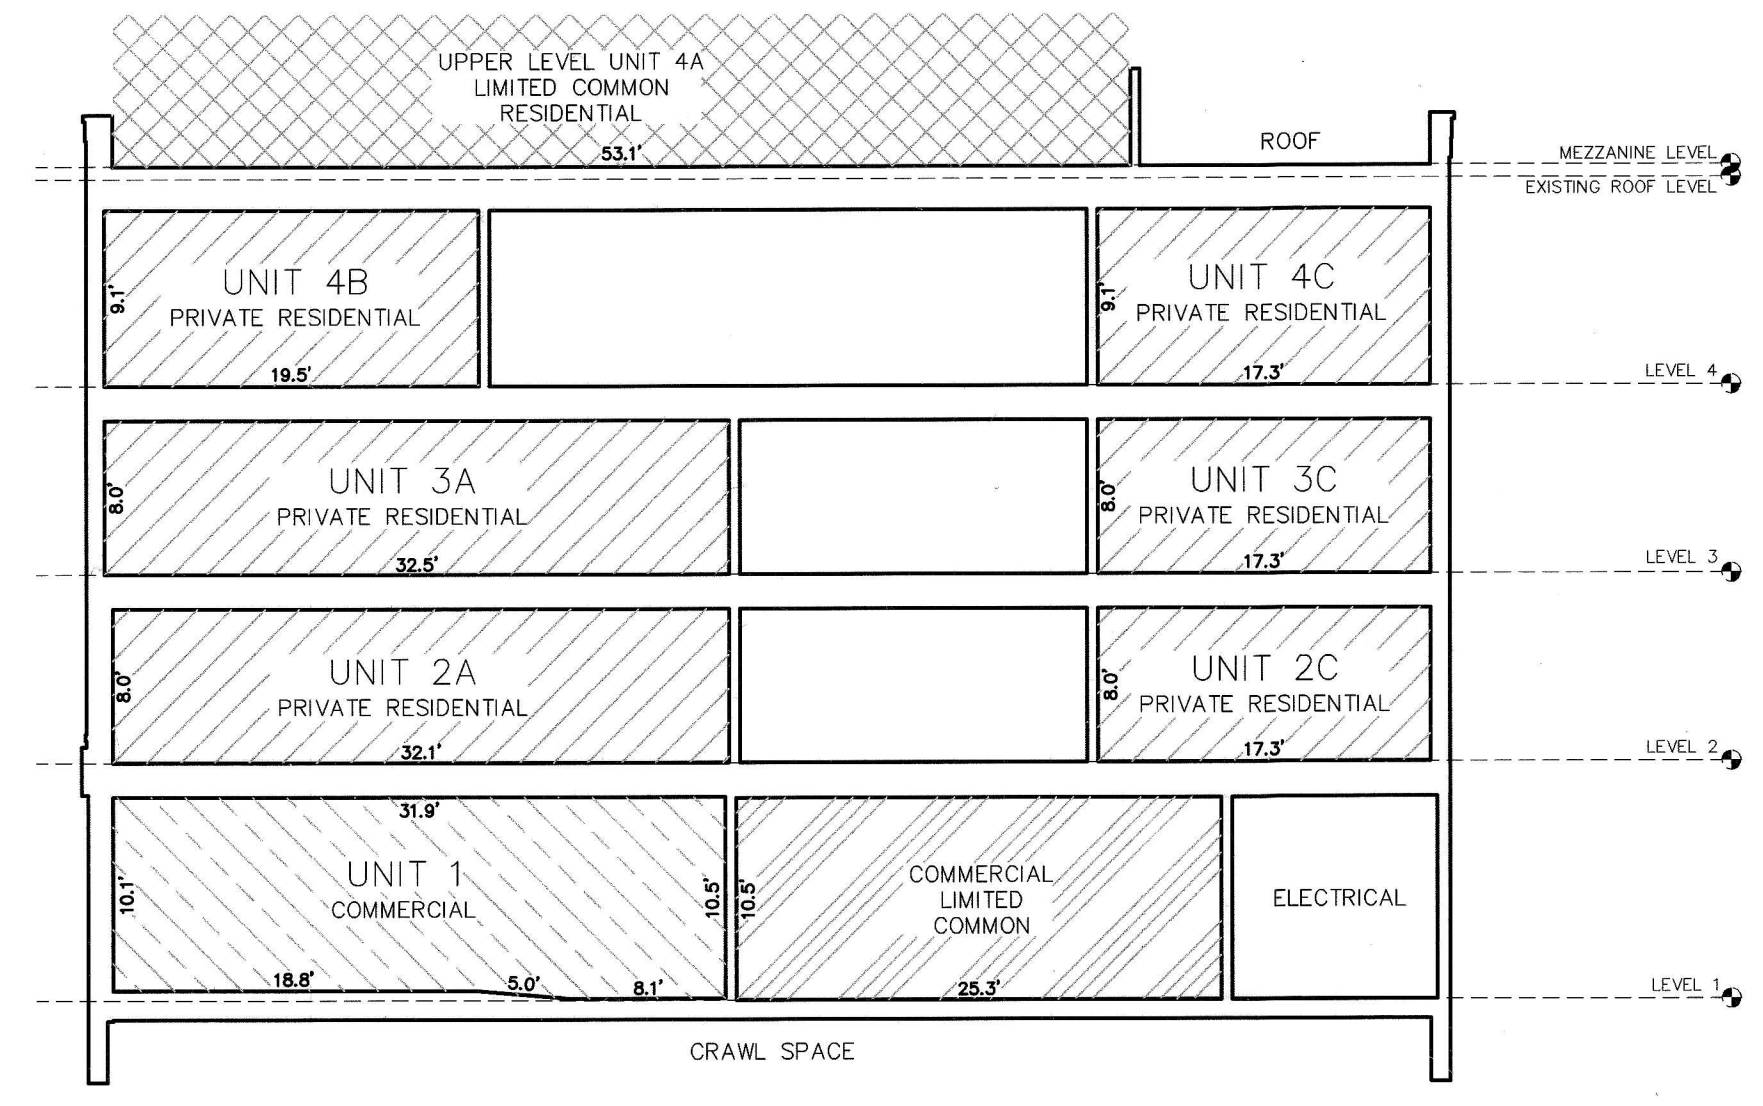 UPPER LEVEL UNIT 4A
LIMITED COMMON
RESIDENTIAL
53.1'
ROOF
MEZZANINE LEVEL
EXISTING ROOF LEVEL
UNIT 4B
PRIVATE RESIDENTIAL
9.1'
19.5'
UNIT 4C
PRIVATE RESIDENTIAL
9.1'
17.3'
LEVEL 4
UNIT 3A
PRIVATE RESIDENTIAL
8.0'
32.5'
UNIT 3C
PRIVATE RESIDENTIAL
8.0'
17.3'
LEVEL 3
UNIT 2A
PRIVATE RESIDENTIAL
8.0'
32.1'
UNIT 2C
PRIVATE RESIDENTIAL
8.0'
17.3'
LEVEL 2
31.9'
UNIT 1
COMMERCIAL
10.1'
10.5'
18.8'
5.0'
8.1'
10.5'
COMMERCIAL
LIMITED
COMMON
25.3'
ELECTRICAL
LEVEL 1
CRAWL SPACE